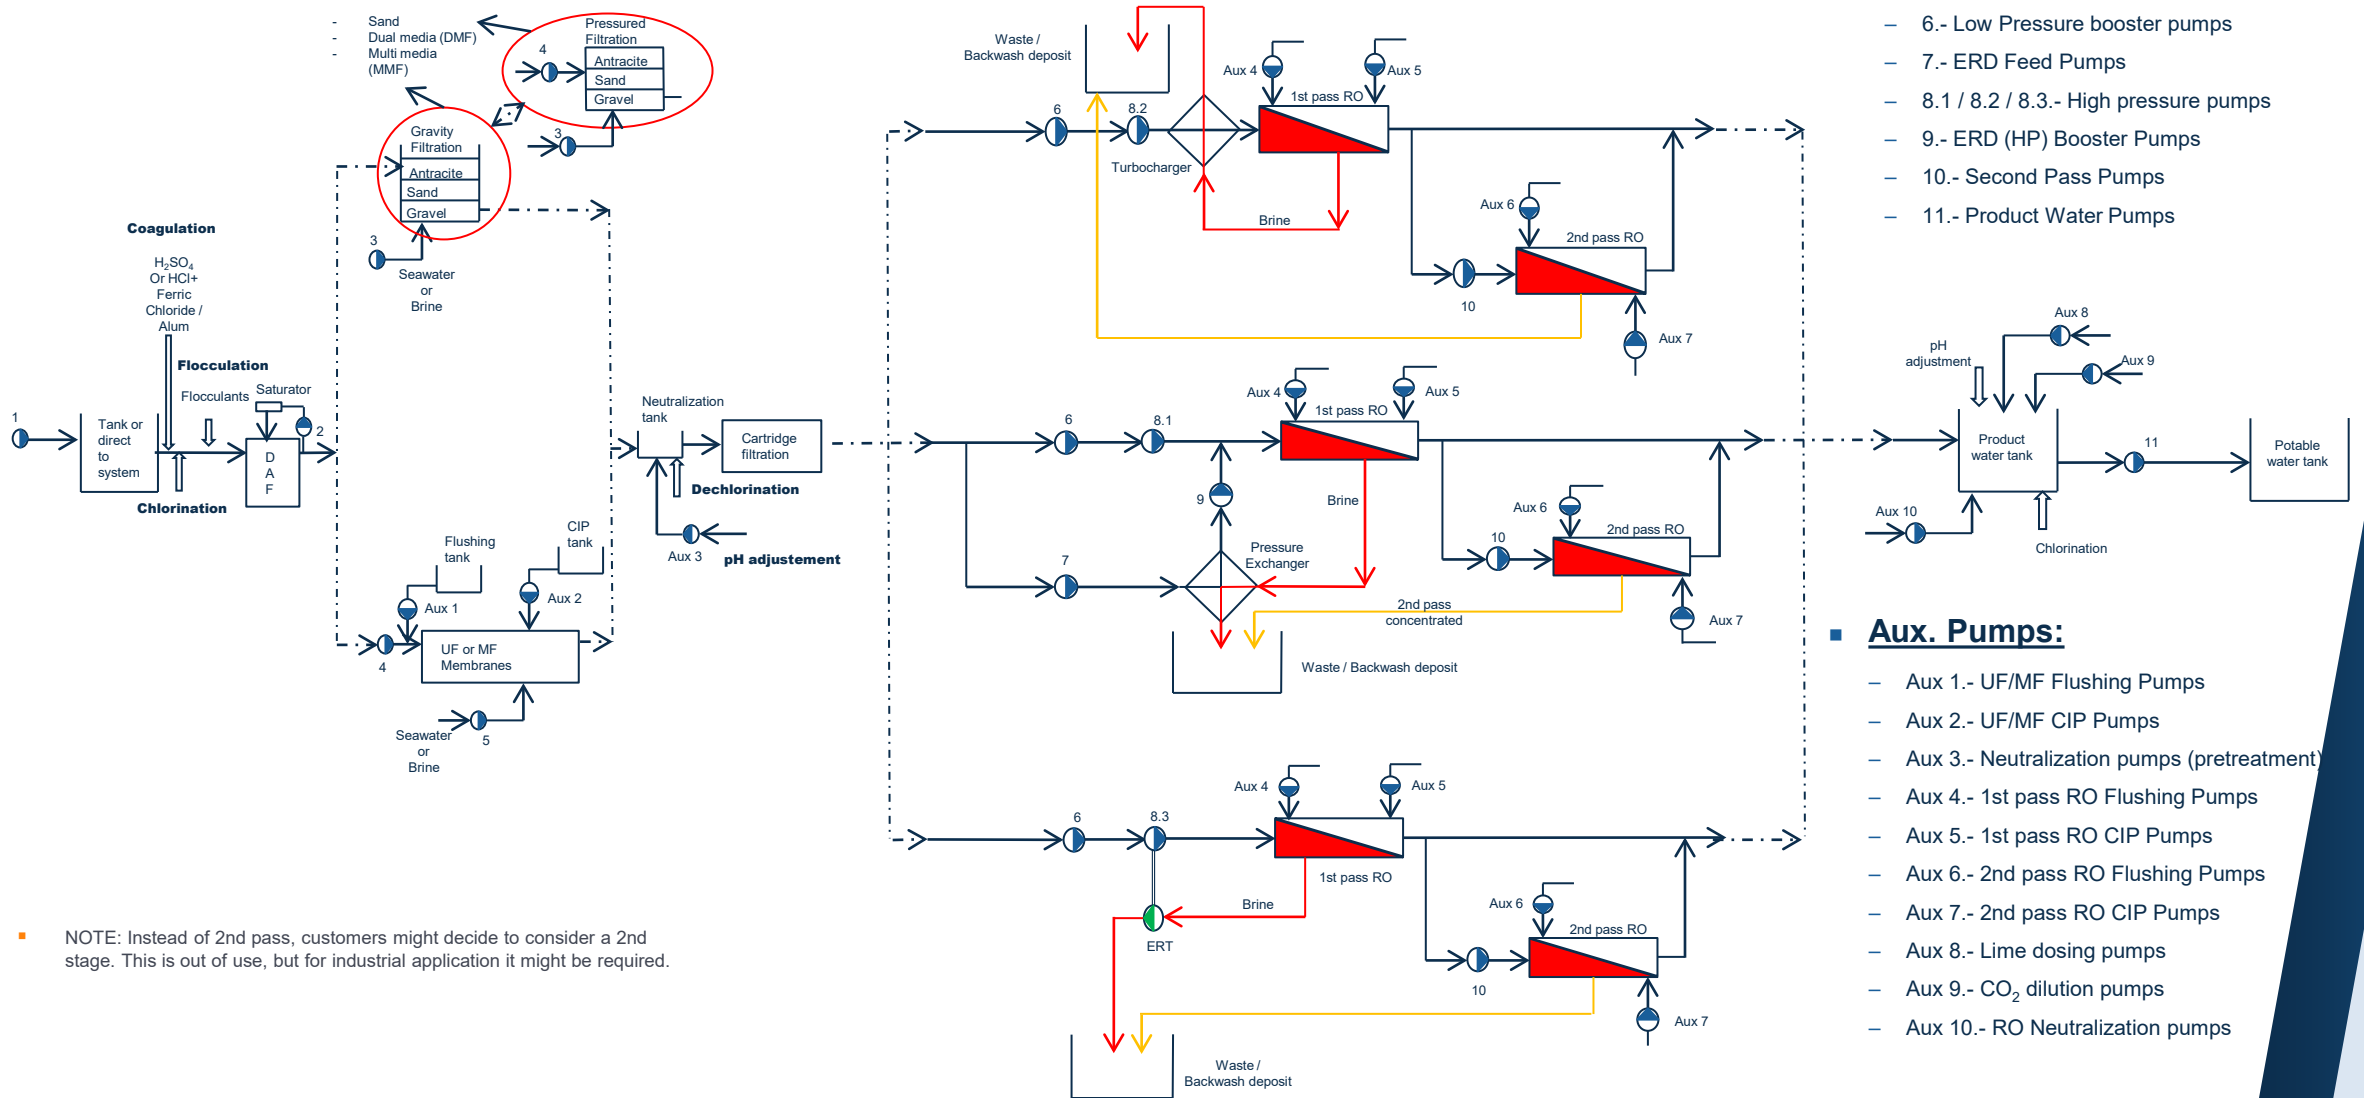 - Sand
- Dual media (DMF)
- Multi media
(MMF)
Pressured
Filtration
4
Antracite
Sand
Gravel
3
Gravity
Filtration
Antracite
Sand
Gravel
3
Seawater
or
Brine
Coagulation
H₂SO₄
Or HCl+
Ferric
Chloride /
Alum
Flocculation
Flocculants
Saturator
1
Tank or
direct
to
system
2
D
A
F
Chlorination
Flushing
tank
CIP
tank
Aux 1
Aux 2
4
UF or MF
Membranes
Seawater
or
Brine
5
Neutralization
tank
Cartridge
filtration
Dechlorination
Aux 3
pH adjustement
Waste /
Backwash deposit
6
8.2
Turbocharger
Aux 4
Aux 5
1st pass RO
Brine
Aux 6
2nd pass RO
10
Aux 7
6
8.1
Aux 4
Aux 5
1st pass RO
9
Brine
7
Pressure
Exchanger
Aux 6
2nd pass RO
10
2nd pass
concentrated
Aux 7
Waste / Backwash deposit
6
8.3
Aux 4
Aux 5
1st pass RO
Brine
ERT
Aux 6
2nd pass RO
10
Aux 7
Waste /
Backwash deposit
– 6.- Low Pressure booster pumps
– 7.- ERD Feed Pumps
– 8.1 / 8.2 / 8.3.- High pressure pumps
– 9.- ERD (HP) Booster Pumps
– 10.- Second Pass Pumps
– 11.- Product Water Pumps
Aux 8
pH
adjustment
Aux 9
Product
water tank
11
Potable
water tank
Aux 10
Chlorination
▪ Aux. Pumps:
– Aux 1.- UF/MF Flushing Pumps
– Aux 2.- UF/MF CIP Pumps
– Aux 3.- Neutralization pumps (pretreatment)
– Aux 4.- 1st pass RO Flushing Pumps
– Aux 5.- 1st pass RO CIP Pumps
– Aux 6.- 2nd pass RO Flushing Pumps
– Aux 7.- 2nd pass RO CIP Pumps
– Aux 8.- Lime dosing pumps
– Aux 9.- CO₂ dilution pumps
– Aux 10.- RO Neutralization pumps
▪ NOTE: Instead of 2nd pass, customers might decide to consider a 2nd
stage. This is out of use, but for industrial application it might be required.